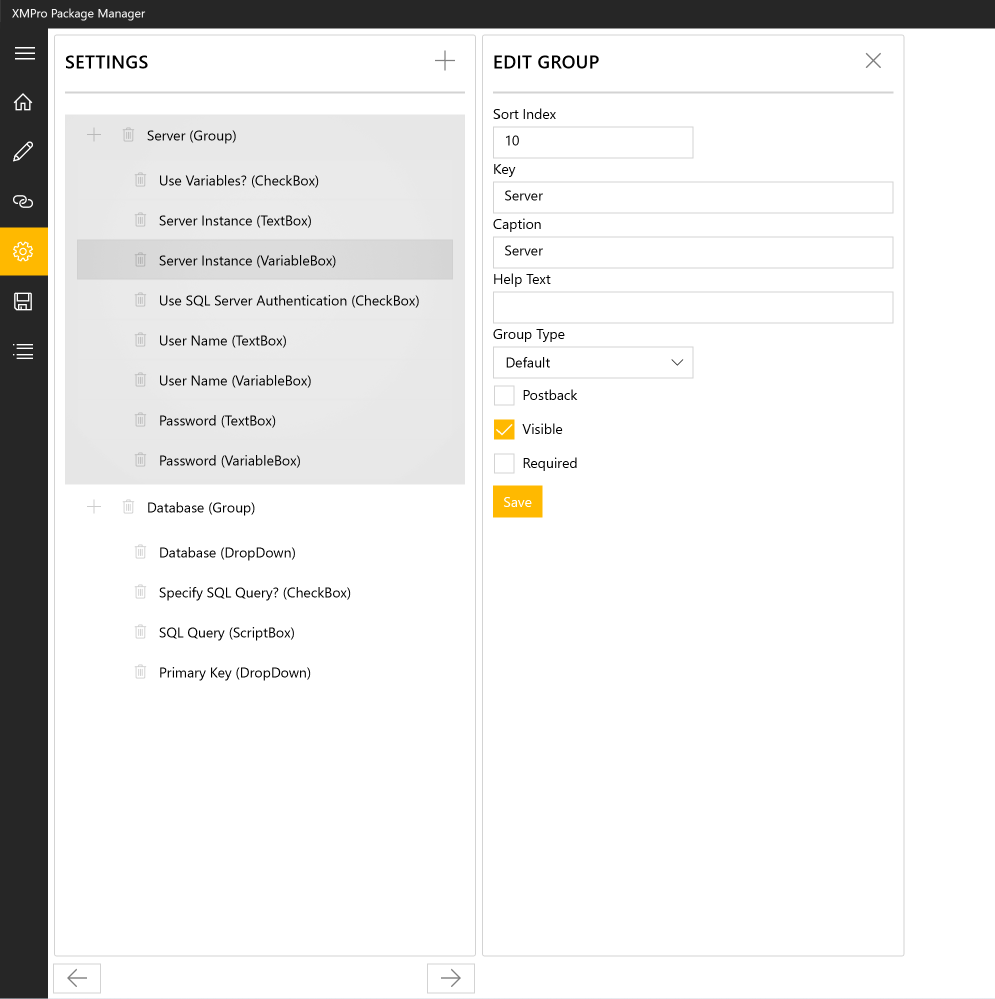 XMPro Package Manager
SETTINGS
Server (Group)
Use Variables? (CheckBox)
Server Instance (TextBox)
Server Instance (VariableBox)
Use SQL Server Authentication (CheckBox)
User Name (TextBox)
User Name (VariableBox)
Password (TextBox)
Password (VariableBox)
Database (Group)
Database (DropDown)
Specify SQL Query? (CheckBox)
SQL Query (ScriptBox)
Primary Key (DropDown)
EDIT GROUP
Sort Index
10
Key
Server
Caption
Server
Help Text
Group Type
Default
Postback
Visible
Required
Save